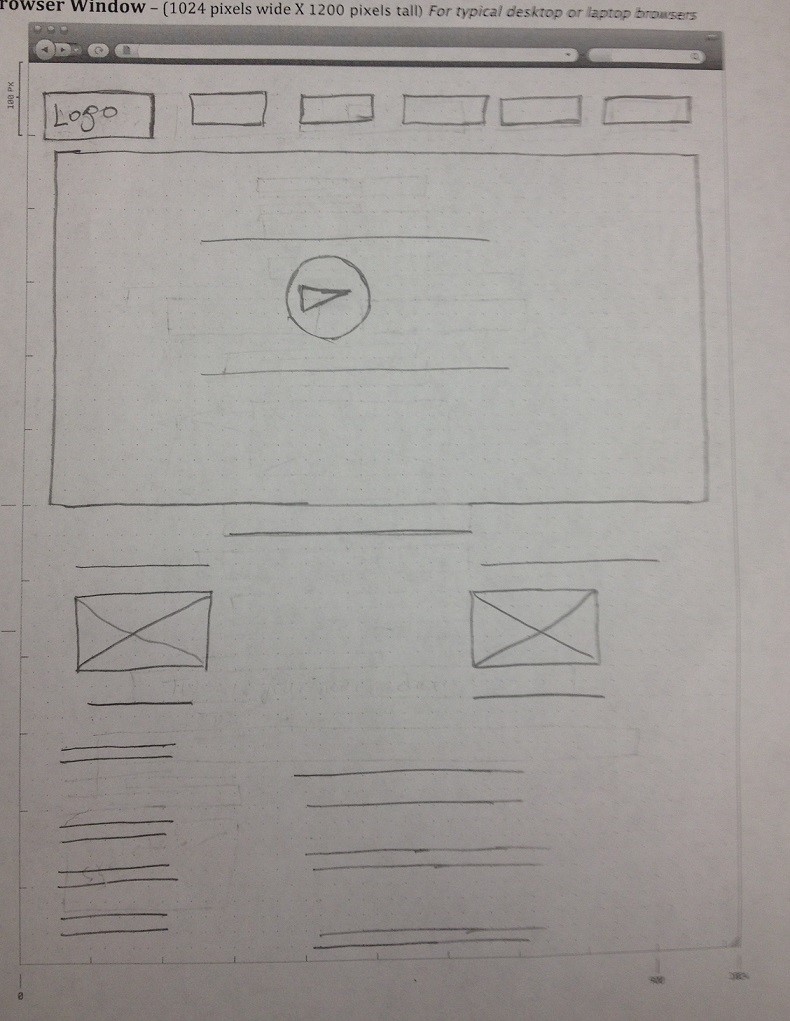 rowser Window – (1024 pixels wide X 1200 pixels tall) For typical desktop or laptop browsers
100 PX
Logo
0